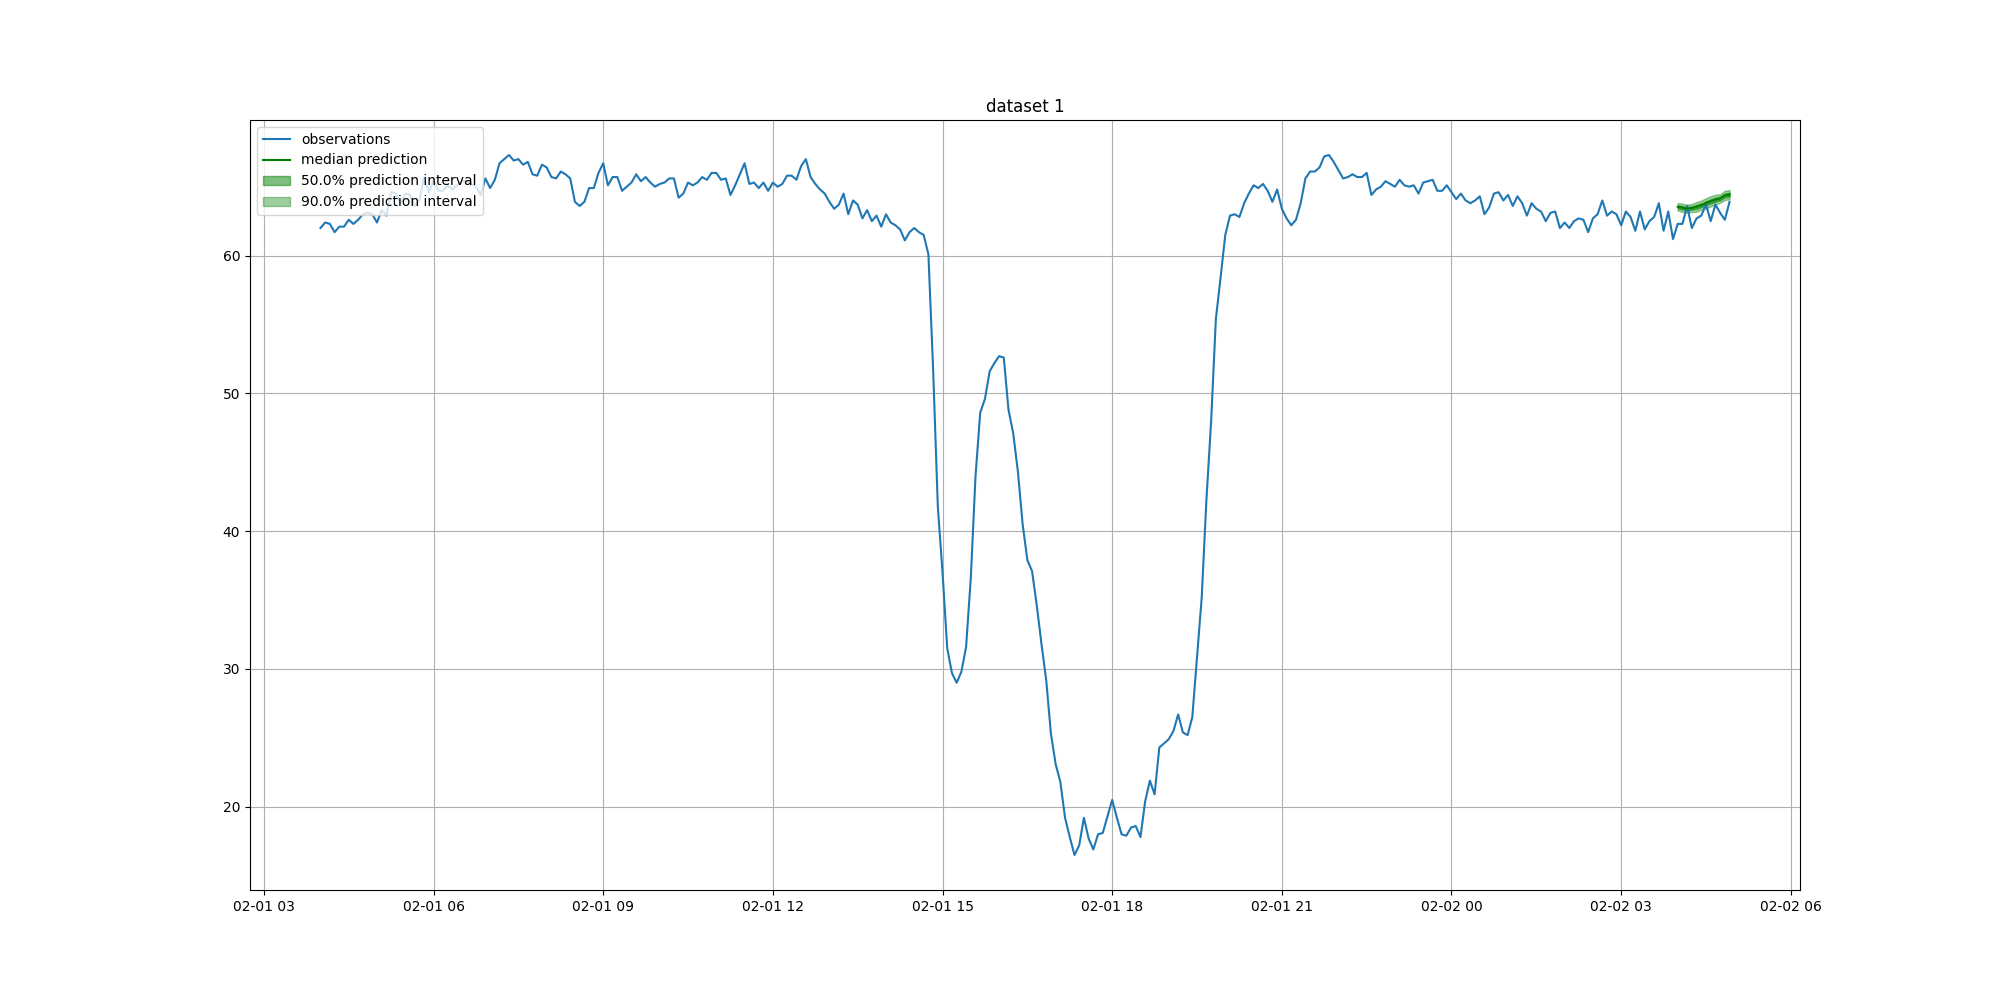 dataset 1
observations
median prediction
50.0% prediction interval
90.0% prediction interval
60
50
40
30
20
02-01 03 02-01 06 02-01 09 02-01 12 02-01 15 02-01 18 02-01 21 02-02 00 02-02 03 02-02 06